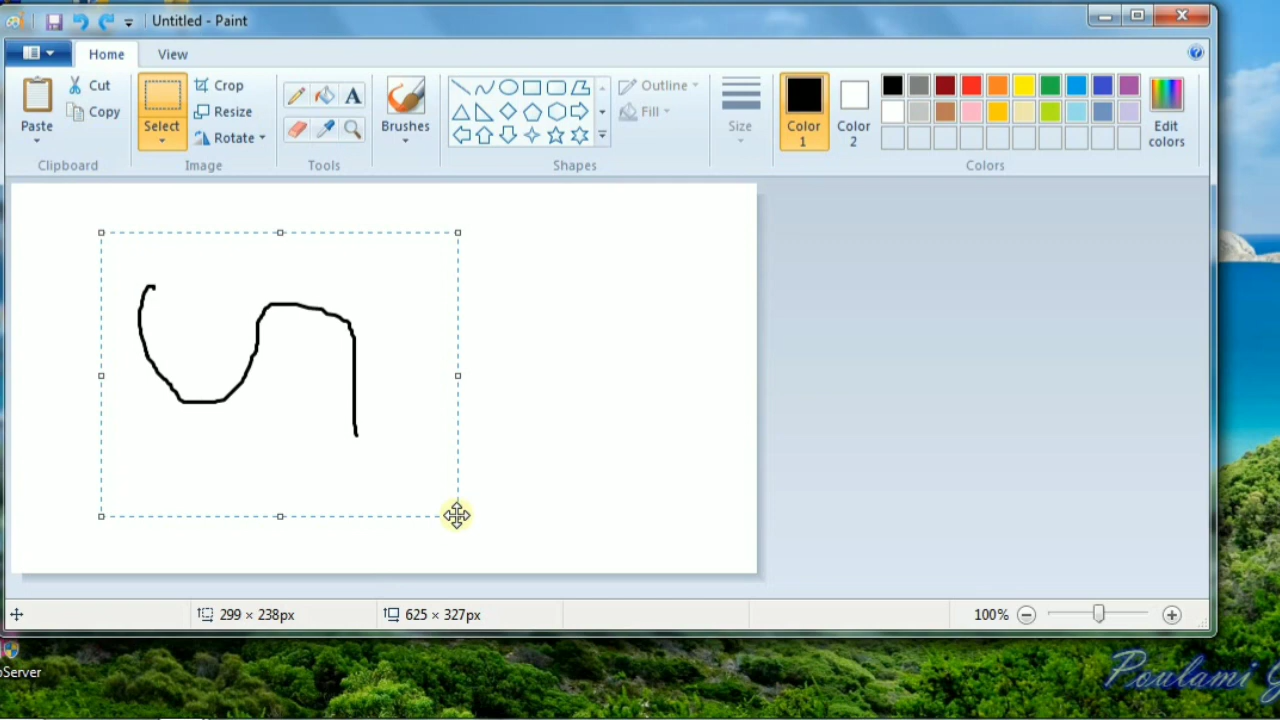 Untitled - Paint
Home View
Paste
Cut
Copy
Clipboard
Select
Crop
Resize
Rotate
Image
A
Tools
Brushes
Outline
Fill
Shapes
Size
Color 1
Color 2
Edit colors
Colors
299 × 238px
625 × 327px
100%
Server
Poulami G